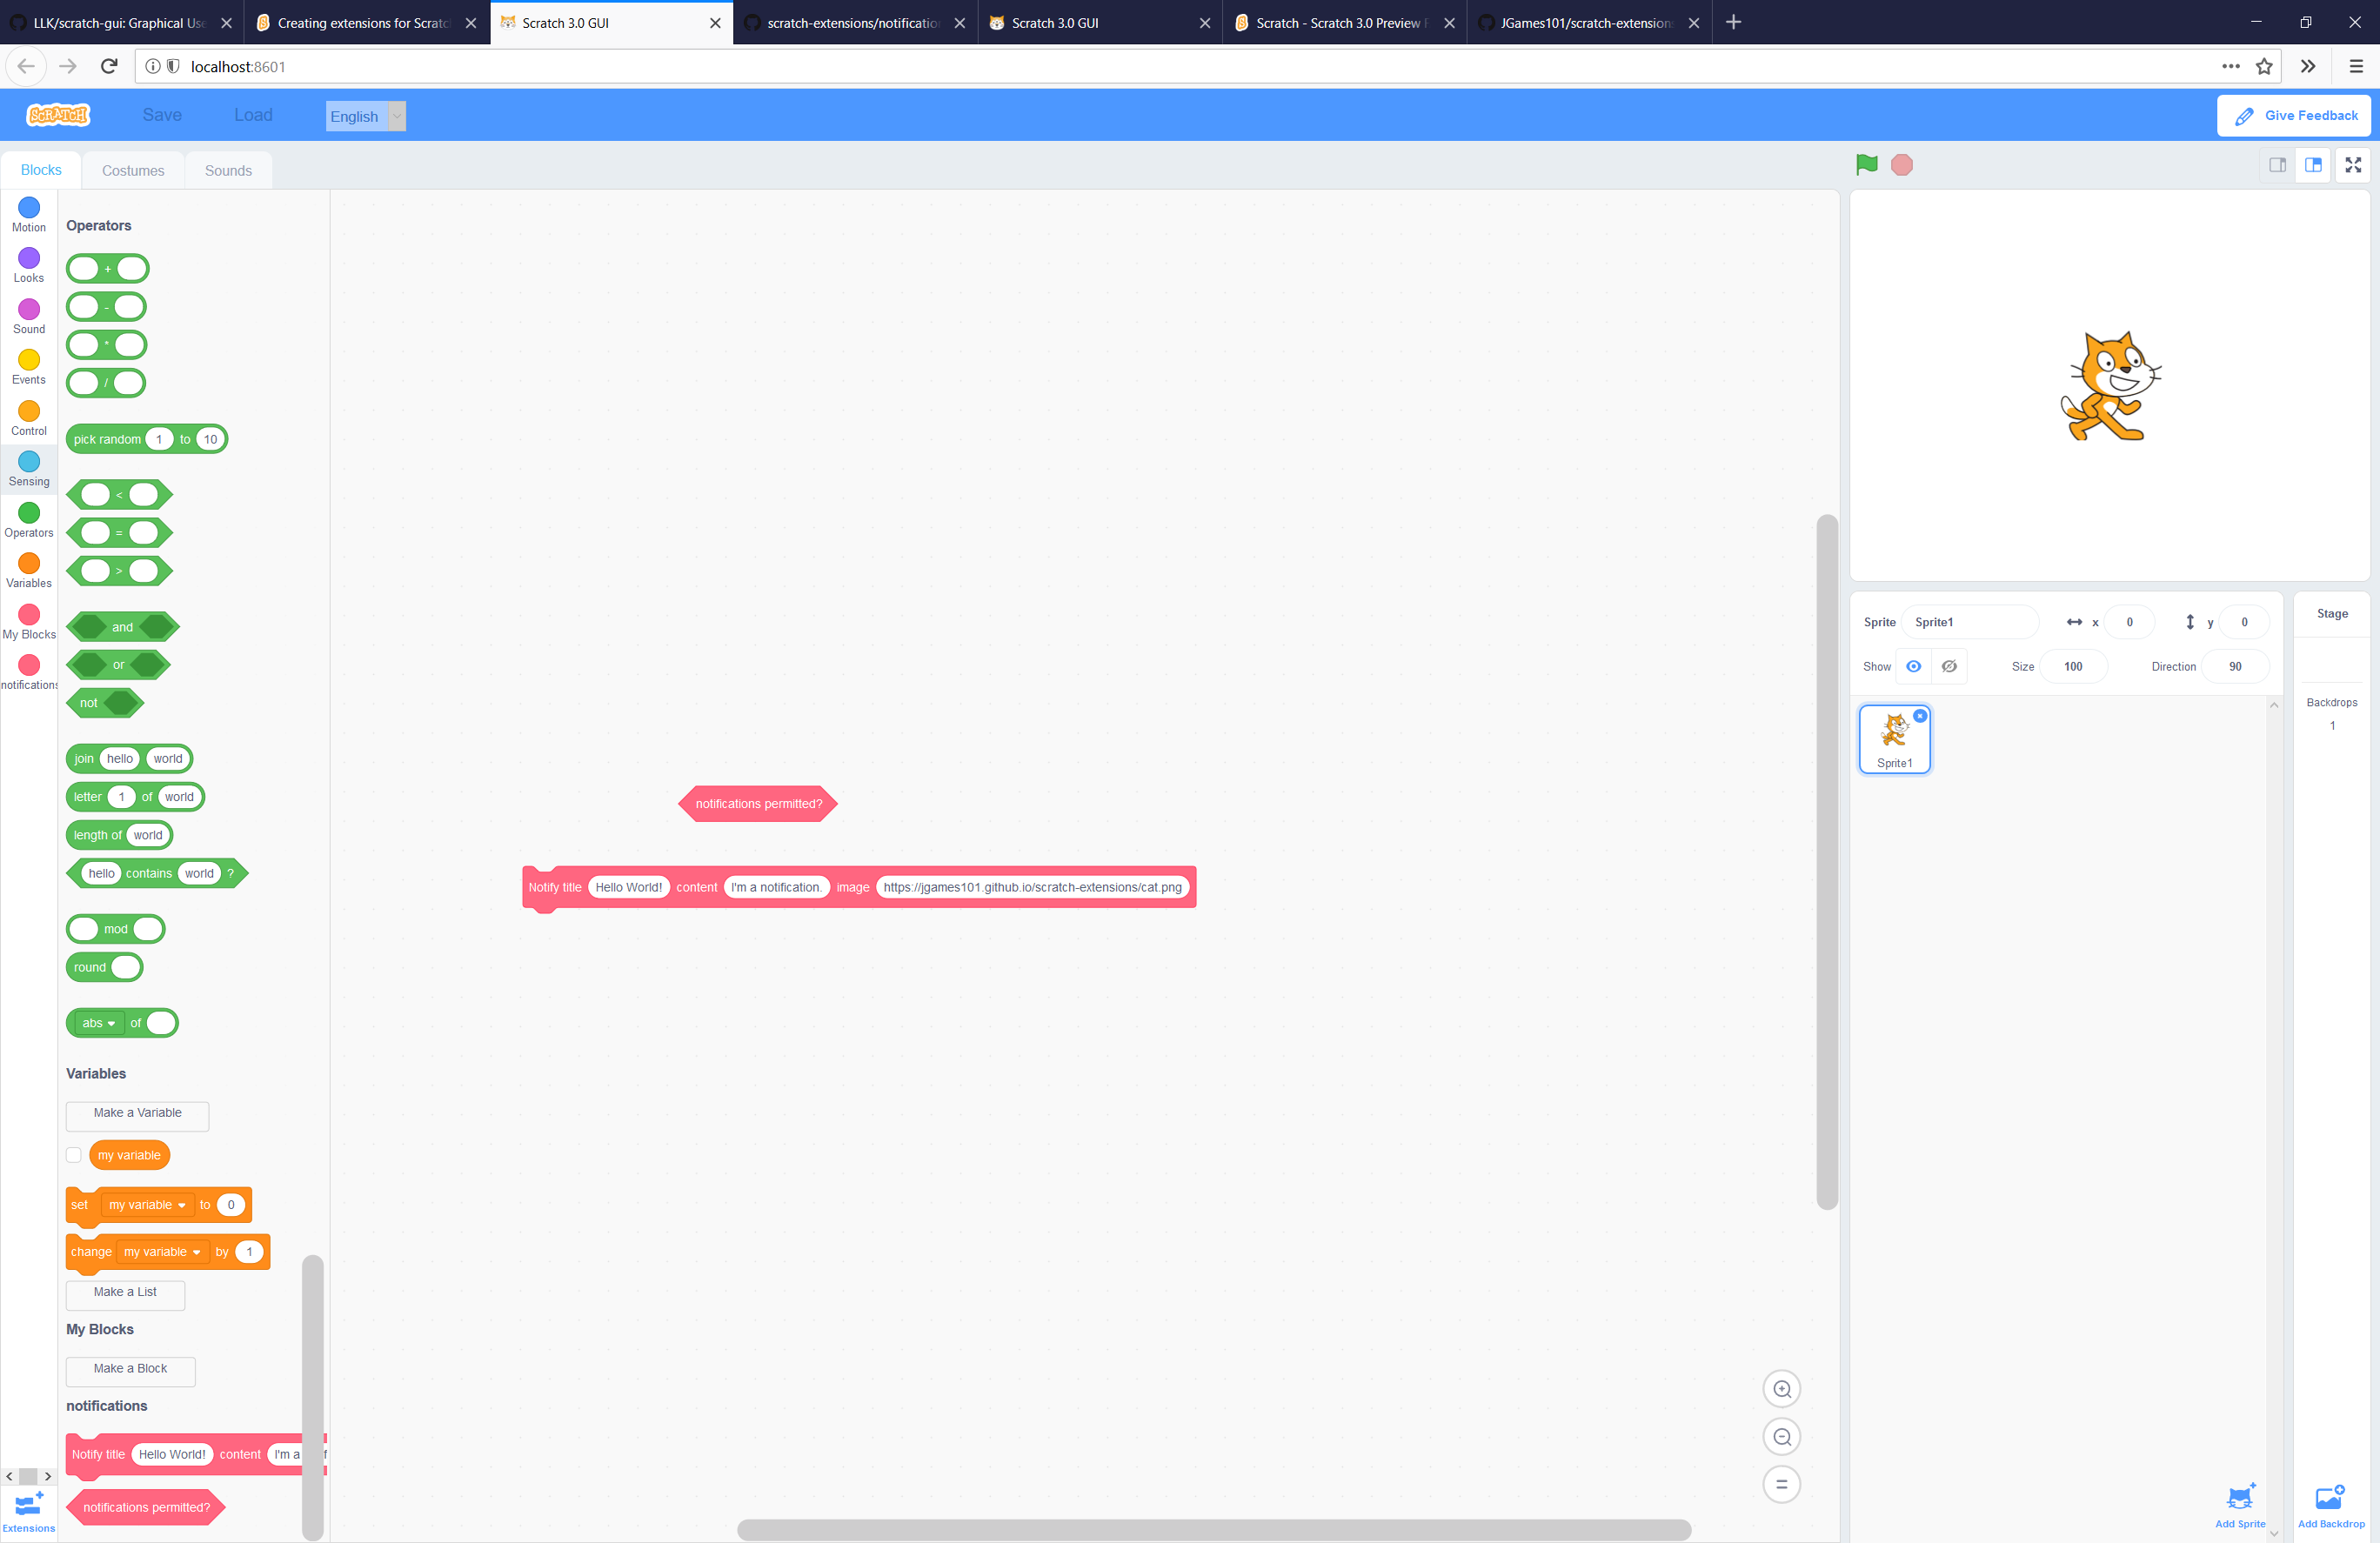 LLK/scratch-gui: Graphical Use
Creating extensions for Scratc
Scratch 3.0 GUI
scratch-extensions/notification
Scratch 3.0 GUI
Scratch - Scratch 3.0 Preview F
JGames101/scratch-extensions
localhost:8601
SCRATCH
Save
Load
English
Give Feedback
Blocks
Costumes
Sounds
Motion
Looks
Sound
Events
Control
Sensing
Operators
Variables
My Blocks
notifications
Extensions
Operators
+
-
*
/
pick random 1 to 10
<
=
>
and
or
not
join hello world
letter 1 of world
length of world
hello contains world ?
mod
round
abs of
Variables
Make a Variable
my variable
set my variable to 0
change my variable by 1
Make a List
My Blocks
Make a Block
notifications
Notify title Hello World! content I'm a
notifications permitted?
notifications permitted?
Notify title Hello World! content I'm a notification. image https://jgames101.github.io/scratch-extensions/cat.png
Sprite Sprite1 x 0 y 0
Show Size 100 Direction 90
Sprite1
Add Sprite
Stage
Backdrops
1
Add Backdrop